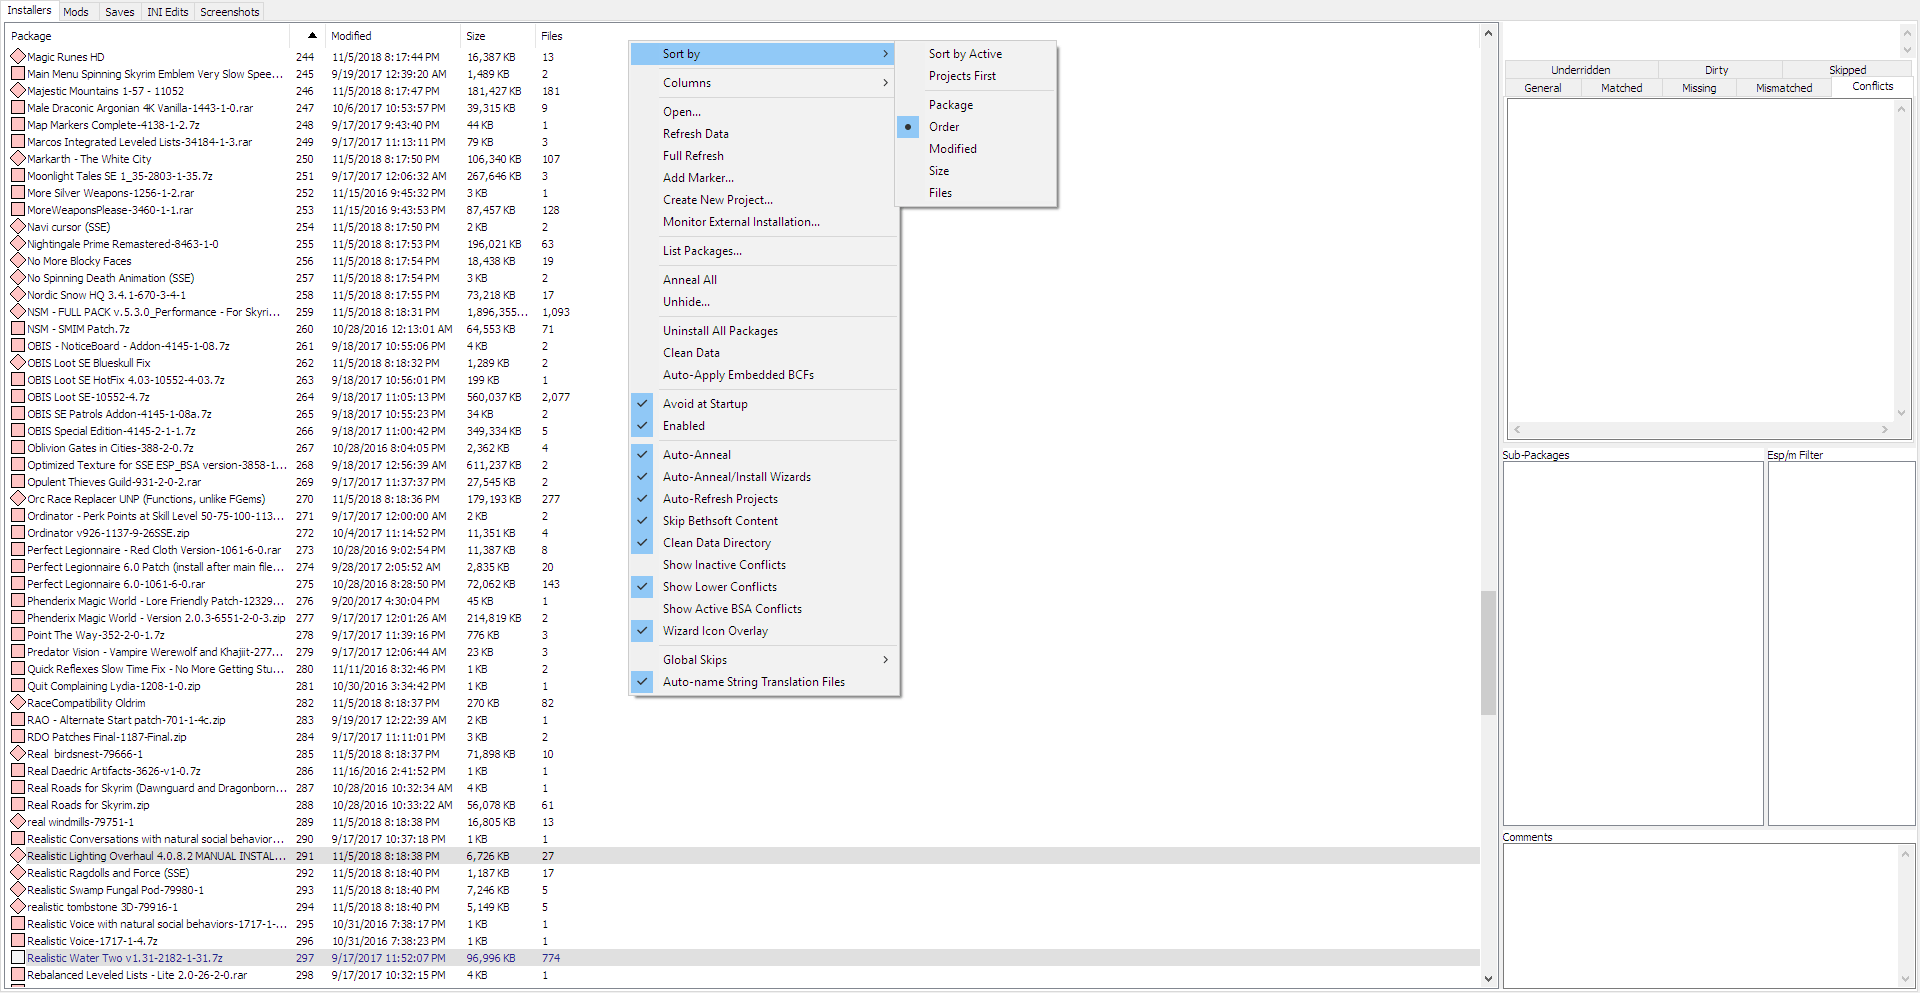 Installers Mods Saves INI Edits Screenshots
Package Modified Size Files
Magic Runes HD 244 11/5/2018 8:17:44 PM 16,387 KB 13
Main Menu Spinning Skyrim Emblem Very Slow Spee... 245 9/19/2017 12:39:20 AM 1,489 KB 2
Majestic Mountains 1-57 - 11052 246 11/5/2018 8:17:47 PM 181,427 KB 181
Male Draconic Argonian 4K Vanilla-1443-1-0.rar 247 10/6/2017 10:53:57 PM 39,315 KB 9
Map Markers Complete-4138-1-2.7z 248 9/17/2017 9:43:40 PM 44 KB 1
Marcos Integrated Leveled Lists-34184-1-3.rar 249 9/17/2017 11:13:11 PM 79 KB 3
Markarth - The White City 250 11/5/2018 8:17:50 PM 106,340 KB 107
Moonlight Tales SE 1_35-2803-1-35.7z 251 9/17/2017 12:06:32 AM 267,646 KB 3
More Silver Weapons-1256-1-2.rar 252 11/15/2016 9:45:32 PM 3 KB 1
MoreWeaponsPlease-3460-1-1.rar 253 11/15/2016 9:43:53 PM 87,457 KB 128
Navi cursor (SSE) 254 11/5/2018 8:17:50 PM 2 KB 2
Nightingale Prime Remastered-8463-1-0 255 11/5/2018 8:17:53 PM 196,021 KB 63
No More Blocky Faces 256 11/5/2018 8:17:54 PM 18,438 KB 19
No Spinning Death Animation (SSE) 257 11/5/2018 8:17:54 PM 3 KB 2
Nordic Snow HQ 3.4.1-670-3-4-1 258 11/5/2018 8:17:55 PM 73,218 KB 17
NSM - FULL PACK v.5.3.0_Performance - For Skyri... 259 11/5/2018 8:18:31 PM 1,896,355... 1,093
NSM - SMIM Patch.7z 260 10/28/2016 12:13:01 AM 64,553 KB 71
OBIS - NoticeBoard - Addon-4145-1-08.7z 261 9/18/2017 10:55:06 PM 4 KB 2
OBIS Loot SE Blueskull Fix 262 11/5/2018 8:18:32 PM 1,289 KB 2
OBIS Loot SE HotFix 4.03-10552-4-03.7z 263 9/18/2017 10:56:01 PM 199 KB 1
OBIS Loot SE-10552-4.7z 264 9/18/2017 11:05:13 PM 560,037 KB 2,077
OBIS SE Patrols Addon-4145-1-08a.7z 265 9/18/2017 10:55:23 PM 34 KB 2
OBIS Special Edition-4145-2-1-1.7z 266 9/18/2017 11:00:42 PM 349,334 KB 5
Oblivion Gates in Cities-388-2-0.7z 267 10/28/2016 8:04:05 PM 2,362 KB 4
Optimized Texture for SSE ESP_BSA version-3858-1... 268 9/18/2017 12:56:39 AM 611,237 KB 2
Opulent Thieves Guild-931-2-0-2.rar 269 9/17/2017 11:37:37 PM 27,545 KB 2
Orc Race Replacer UNP (Functions, unlike FGems) 270 11/5/2018 8:18:36 PM 179,193 KB 277
Ordinator - Perk Points at Skill Level 50-75-100-113... 271 9/17/2017 12:00:00 AM 2 KB 2
Ordinator v926-1137-9-26SSE.zip 272 10/4/2017 11:14:52 PM 11,351 KB 4
Perfect Legionnaire - Red Cloth Version-1061-6-0.rar 273 10/28/2016 9:02:54 PM 11,387 KB 8
Perfect Legionnaire 6.0 Patch (install after main file... 274 9/28/2017 2:05:52 AM 2,835 KB 20
Perfect Legionnaire 6.0-1061-6-0.rar 275 10/28/2016 8:28:50 PM 72,062 KB 143
Phenderix Magic World - Lore Friendly Patch-12329... 276 9/20/2017 4:30:04 PM 45 KB 1
Phenderix Magic World - Version 2.0.3-6551-2-0-3.zip 277 9/17/2017 12:01:26 AM 214,819 KB 2
Point The Way-352-2-0-1.7z 278 9/17/2017 11:39:16 PM 776 KB 3
Predator Vision - Vampire Werewolf and Khajiit-277... 279 9/17/2017 12:06:44 AM 23 KB 3
Quick Reflexes Slow Time Fix - No More Getting Stu... 280 11/11/2016 8:32:46 PM 1 KB 2
Quit Complaining Lydia-1208-1-0.zip 281 10/30/2016 3:34:42 PM 1 KB 1
RaceCompatibility Oldrim 282 11/5/2018 8:18:37 PM 270 KB 82
RAO - Alternate Start patch-701-1-4c.zip 283 9/19/2017 12:22:39 AM 2 KB 1
RDO Patches Final-1187-Final.zip 284 9/17/2017 11:11:01 PM 3 KB 2
Real birdsnest-79666-1 285 11/5/2018 8:18:37 PM 71,898 KB 10
Real Daedric Artifacts-3626-v1-0.7z 286 11/16/2016 2:41:52 PM 1 KB 1
Real Roads for Skyrim (Dawnguard and Dragonborn... 287 10/28/2016 10:32:34 AM 4 KB 1
Real Roads for Skyrim.zip 288 10/28/2016 10:33:22 AM 56,078 KB 61
real windmills-79751-1 289 11/5/2018 8:18:38 PM 16,805 KB 13
Realistic Conversations with natural social behavior... 290 9/17/2017 10:37:18 PM 1 KB 1
Realistic Lighting Overhaul 4.0.8.2 MANUAL INSTAL... 291 11/5/2018 8:18:38 PM 6,726 KB 27
Realistic Ragdolls and Force (SSE) 292 11/5/2018 8:18:40 PM 1,187 KB 17
Realistic Swamp Fungal Pod-79980-1 293 11/5/2018 8:18:40 PM 7,246 KB 5
realistic tombstone 3D-79916-1 294 11/5/2018 8:18:40 PM 5,149 KB 5
Realistic Voice with natural social behaviors-1717-1-... 295 10/31/2016 7:38:17 PM 1 KB 1
Realistic Voice-1717-1-4.7z 296 10/31/2016 7:38:23 PM 1 KB 1
Realistic Water Two v1.31-2182-1-31.7z 297 9/17/2017 11:52:07 PM 96,996 KB 774
Rebalanced Leveled Lists - Lite 2.0-26-2-0.rar 298 9/17/2017 10:32:15 PM 4 KB 1
Sort by
Columns
Open...
Refresh Data
Full Refresh
Add Marker...
Create New Project...
Monitor External Installation...
List Packages...
Anneal All
Unhide...
Uninstall All Packages
Clean Data
Auto-Apply Embedded BCFs
Avoid at Startup
Enabled
Auto-Anneal
Auto-Anneal/Install Wizards
Auto-Refresh Projects
Skip Bethsoft Content
Clean Data Directory
Show Inactive Conflicts
Show Lower Conflicts
Show Active BSA Conflicts
Wizard Icon Overlay
Global Skips
Auto-name String Translation Files
Sort by Active
Projects First
Package
Order
Modified
Size
Files
Underridden Dirty Skipped
General Matched Missing Mismatched Conflicts
Sub-Packages Esp/m Filter
Comments